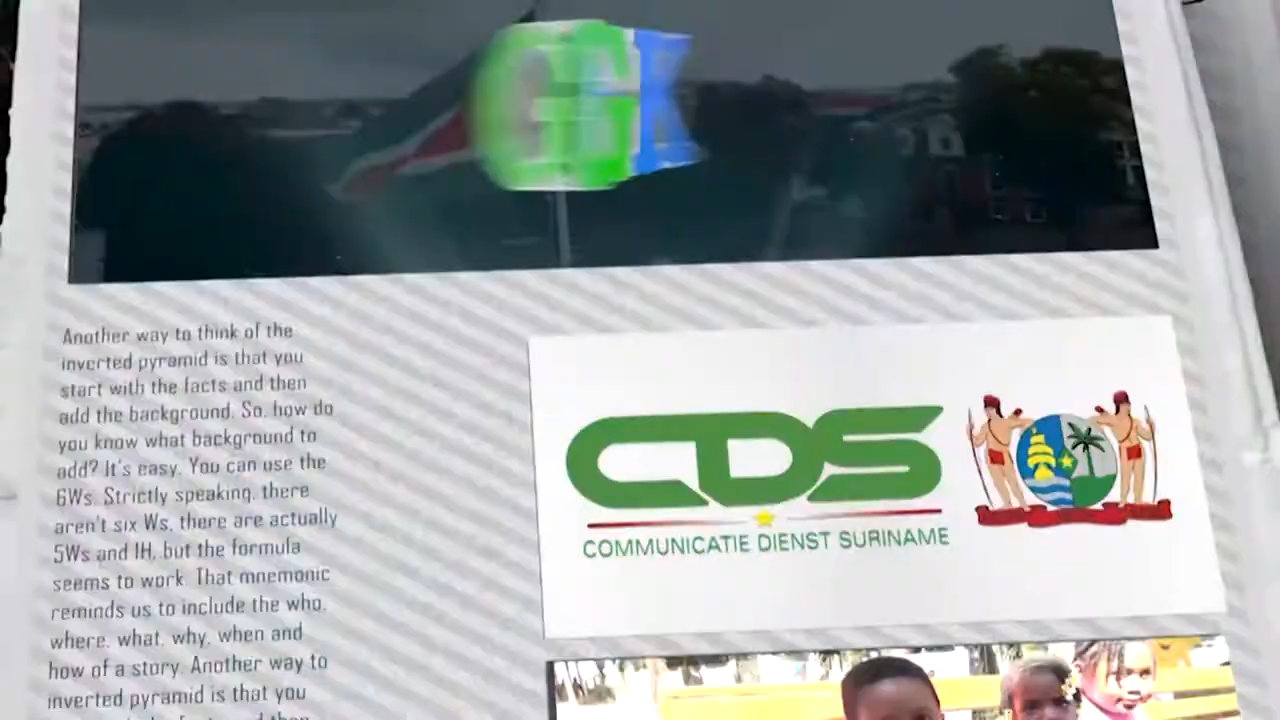 Another way to think of the
inverted pyramid is that you
start with the facts and then
add the background. So, how do
you know what background to
add? It's easy. You can use the
6Ws. Strictly speaking, there
aren't six Ws, there are actually
5Ws and 1H, but the formula
seems to work. That mnemonic
reminds us to include the who,
where, what, why, when and
how of a story. Another way to
inverted pyramid is that you
CDS
COMMUNICATIE DIENST SURINAME